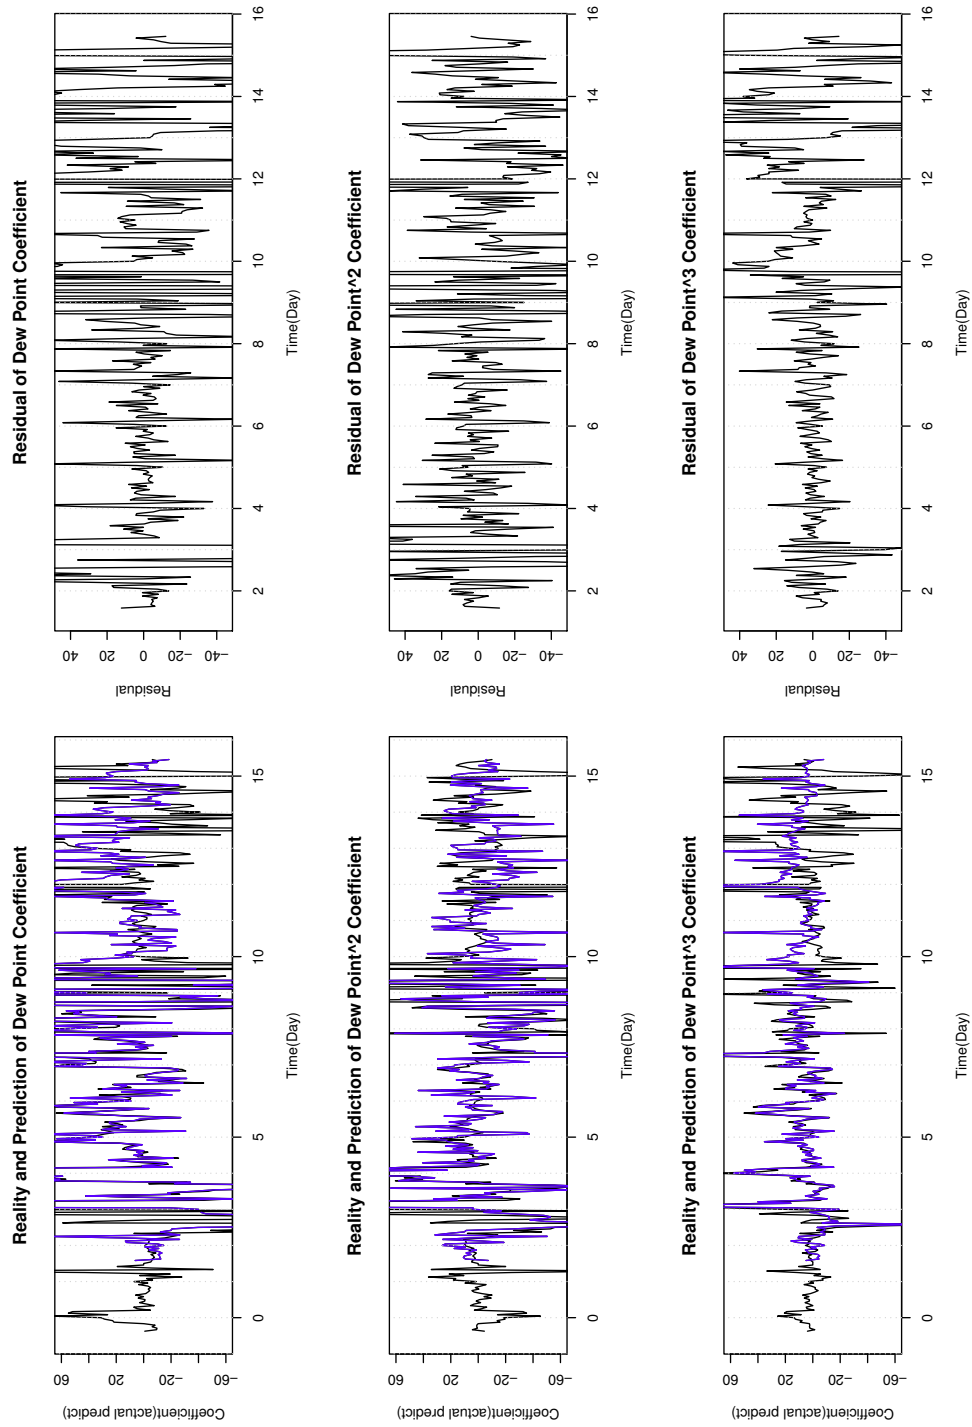 Reality and Prediction of Dew Point Coefficient
Coefficient(actual predict)
60
20
−20
−60
0 5 10 15
Time(Day)
Residual of Dew Point Coefficient
Residual
40
20
0
−20
−40
2 4 6 8 10 12 14 16
Time(Day)
Reality and Prediction of Dew Point^2 Coefficient
Coefficient(actual predict)
60
20
−20
−60
0 5 10 15
Time(Day)
Residual of Dew Point^2 Coefficient
Residual
40
20
0
−20
−40
2 4 6 8 10 12 14 16
Time(Day)
Reality and Prediction of Dew Point^3 Coefficient
Coefficient(actual predict)
60
20
−20
−60
0 5 10 15
Time(Day)
Residual of Dew Point^3 Coefficient
Residual
40
20
0
−20
−40
2 4 6 8 10 12 14 16
Time(Day)